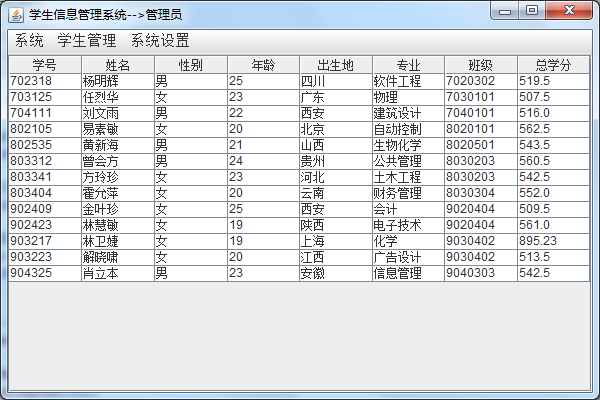 学生信息管理系统-->管理员
系统 学生管理 系统设置
学号 姓名 性别 年龄 出生地 专业 班级 总学分
702318 杨明辉 男 25 四川 软件工程 7020302 519.5
703125 任烈华 女 23 广东 物理 7030101 507.5
704111 刘文雨 男 22 西安 建筑设计 7040101 516.0
802105 易素敏 女 20 北京 自动控制 8020101 562.5
802535 黄新海 男 21 山西 生物化学 8020501 543.5
803312 曾会方 男 24 贵州 公共管理 8030203 560.5
803341 方玲珍 女 23 河北 土木工程 8030203 542.5
803404 霍允萍 女 20 云南 财务管理 8030304 552.0
902409 金叶珍 女 25 西安 会计 9020404 509.5
902423 林慧敏 女 19 陕西 电子技术 9020404 561.0
903217 林卫婕 女 19 上海 化学 9030402 895.23
903223 解晓啸 女 20 江西 广告设计 9030402 513.5
904325 肖立本 男 23 安徽 信息管理 9040303 542.5